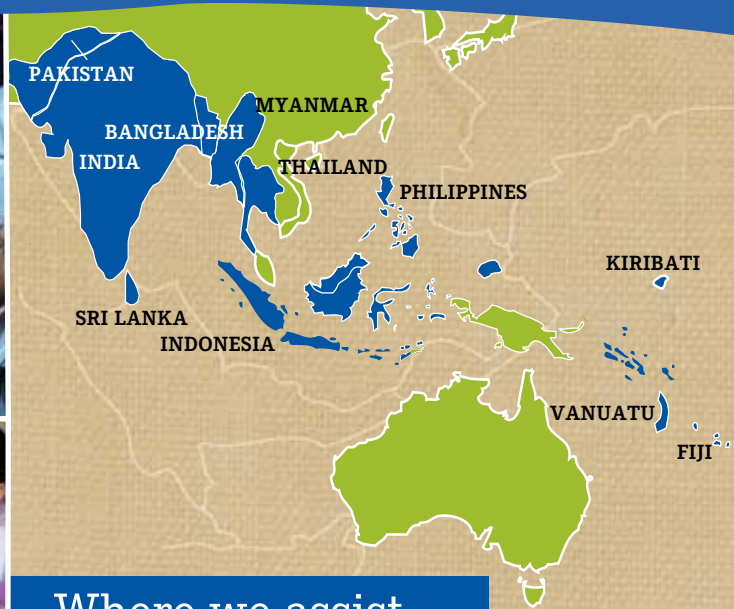 PAKISTAN
MYANMAR
BANGLADESH
INDIA
THAILAND
PHILIPPINES
KIRIBATI
SRI LANKA
INDONESIA
VANUATU
FIJI
Where we assist